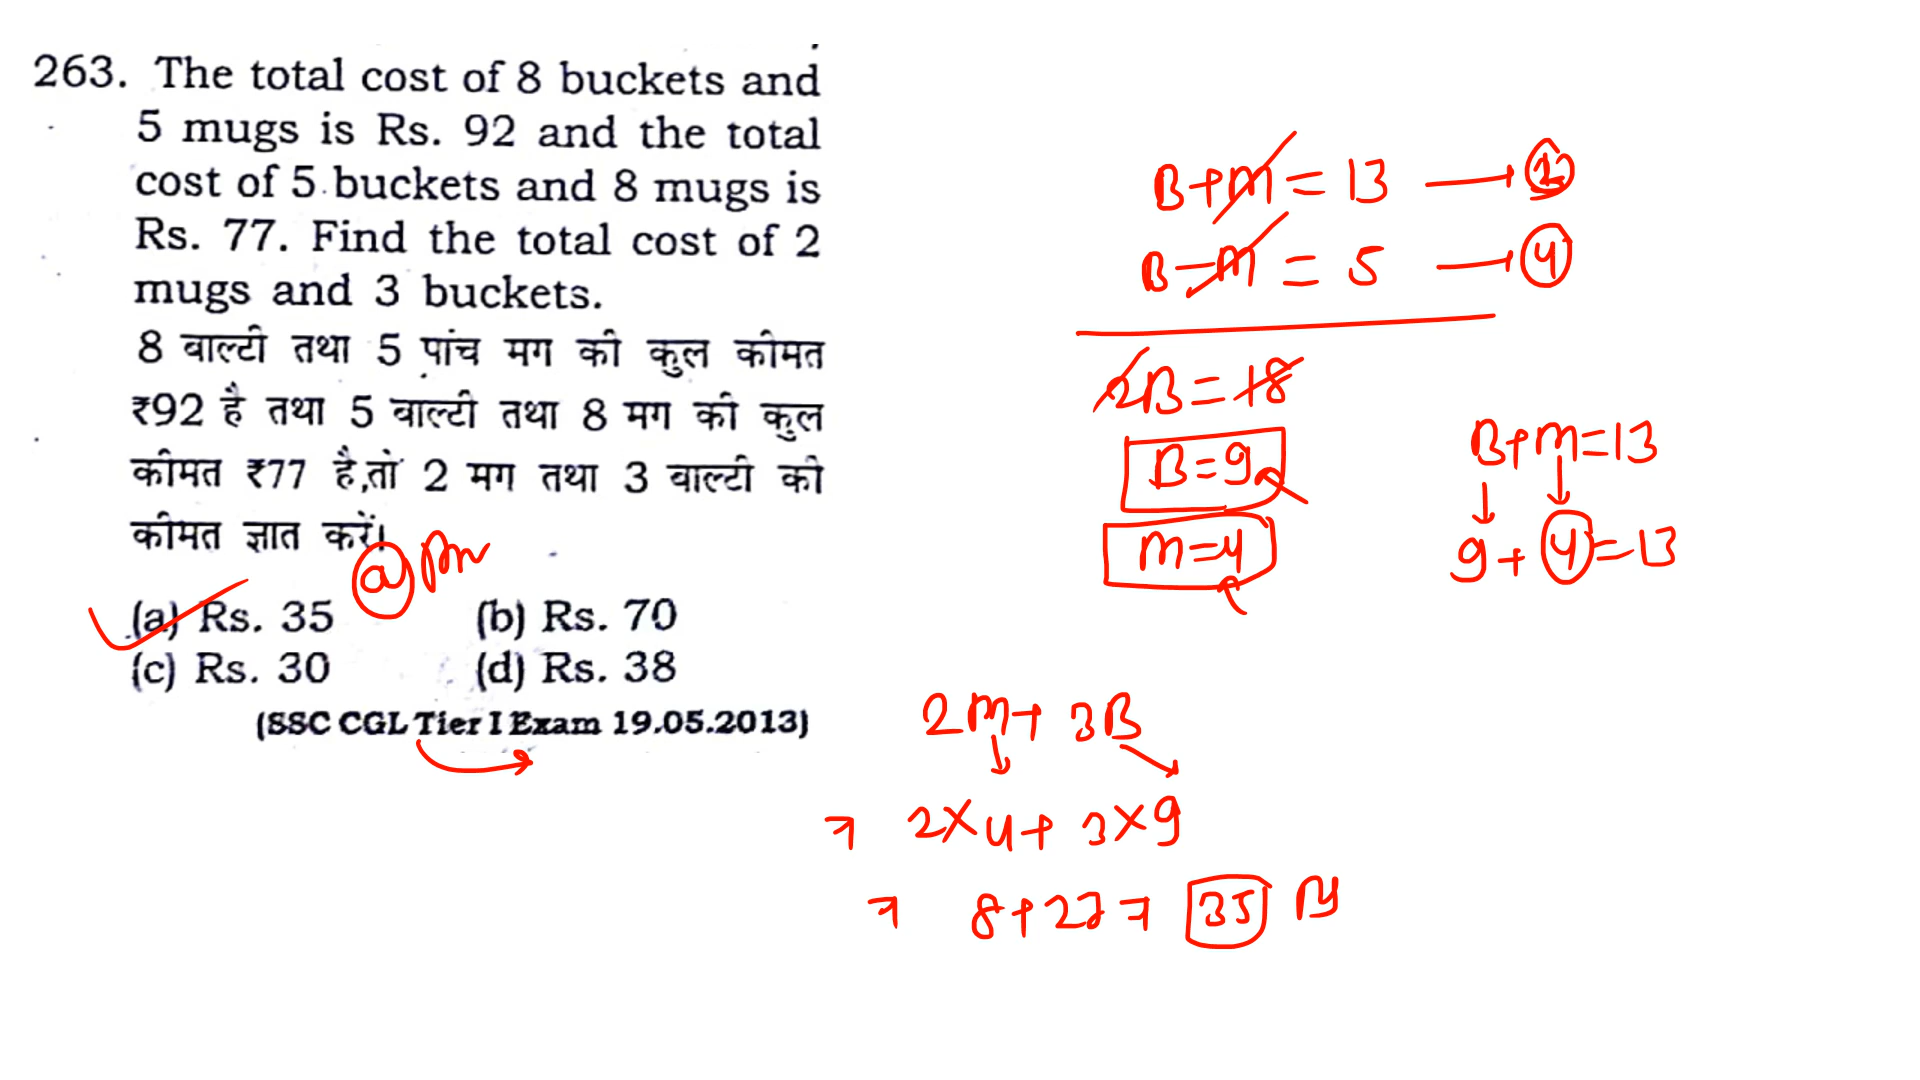 263. The total cost of 8 buckets and
5 mugs is Rs. 92 and the total
cost of 5 buckets and 8 mugs is
Rs. 77. Find the total cost of 2
mugs and 3 buckets.
8 बाल्टी तथा 5 पांच मग की कुल कीमत
₹92 है तथा 5 बाल्टी तथा 8 मग की कुल
कीमत ₹77 है,तो 2 मग तथा 3 बाल्टी की
कीमत ज्ञात करें।
(a)
(a) Rs. 35 (b) Rs. 70
(c) Rs. 30 (d) Rs. 38
(SSC CGL Tier I Exam 19.05.2013)
B+m = 13
B-m = 5 → 4
2B = 18
B = 9
m = 4
B+m=13
9 + 4 = 13
2m + 3B
2×4 + 3×9
8+27 = 35